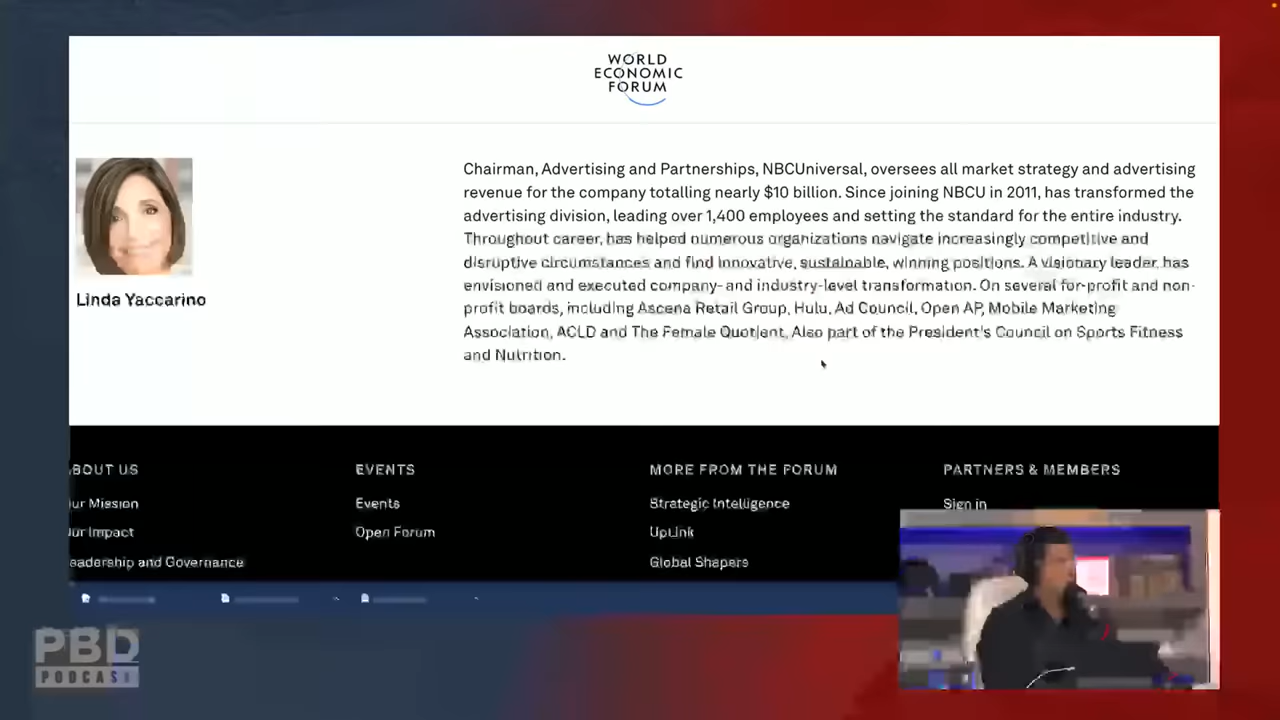 WORLD
ECONOMIC
FORUM
Chairman, Advertising and Partnerships, NBCUniversal, oversees all market strategy and advertising
revenue for the company totalling nearly $10 billion. Since joining NBCU in 2011, has transformed the
advertising division, leading over 1,400 employees and setting the standard for the entire industry.
Throughout career, has helped numerous organizations navigate increasingly competitive and
disruptive circumstances and find innovative, sustainable, winning positions. A visionary leader, has
envisioned and executed company- and industry-level transformation. On several for-profit and non-
profit boards, including Ascena Retail Group, Hulu, Ad Council, Open AP, Mobile Marketing
Association, ACLD and The Female Quotient, Also part of the President's Council on Sports Fitness
and Nutrition.
Linda Yaccarino
BOUT US
ur Mission
ur Impact
eadership and Governance
EVENTS
Events
Open Forum
MORE FROM THE FORUM
Strategic Intelligence
UpLink
Global Shapers
PARTNERS & MEMBERS
Sign in
PBD
PODCAST